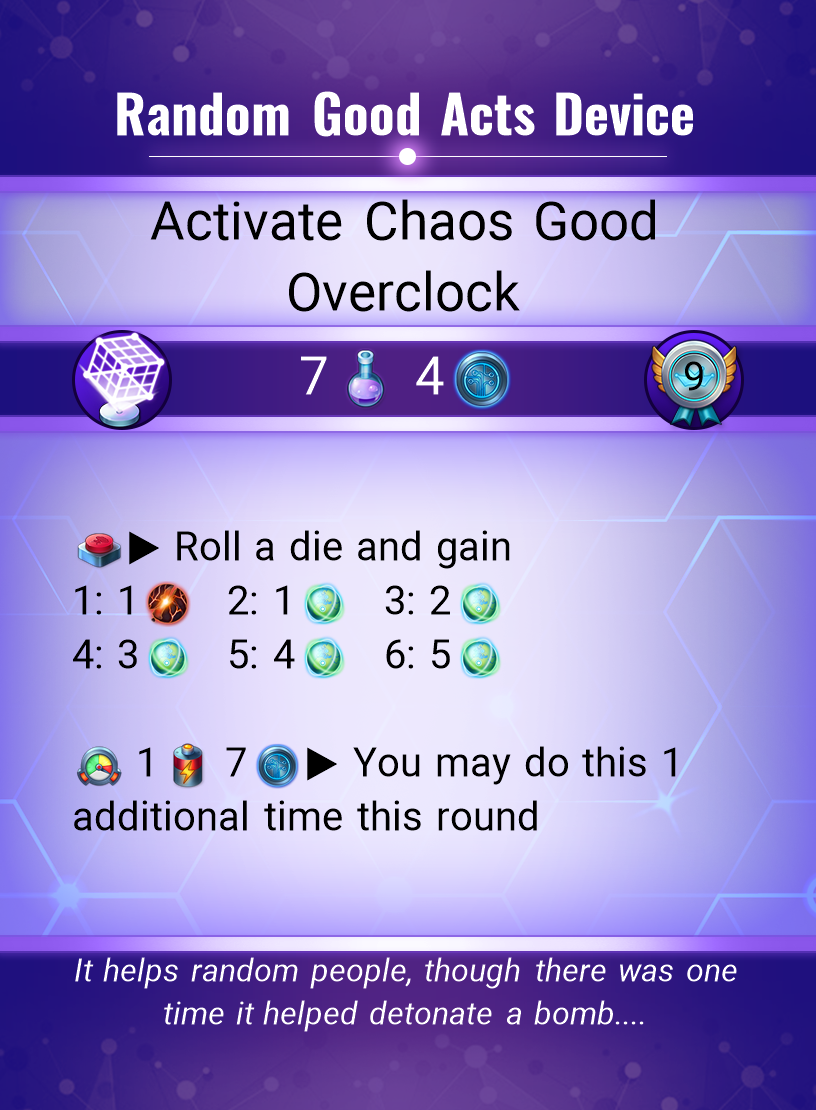 Random Good Acts Device
Activate Chaos Good
Overclock
7 4 9
▶ Roll a die and gain
1: 1 2: 1 3: 2
4: 3 5: 4 6: 5
1 7 ▶ You may do this 1
additional time this round
It helps random people, though there was one
time it helped detonate a bomb....